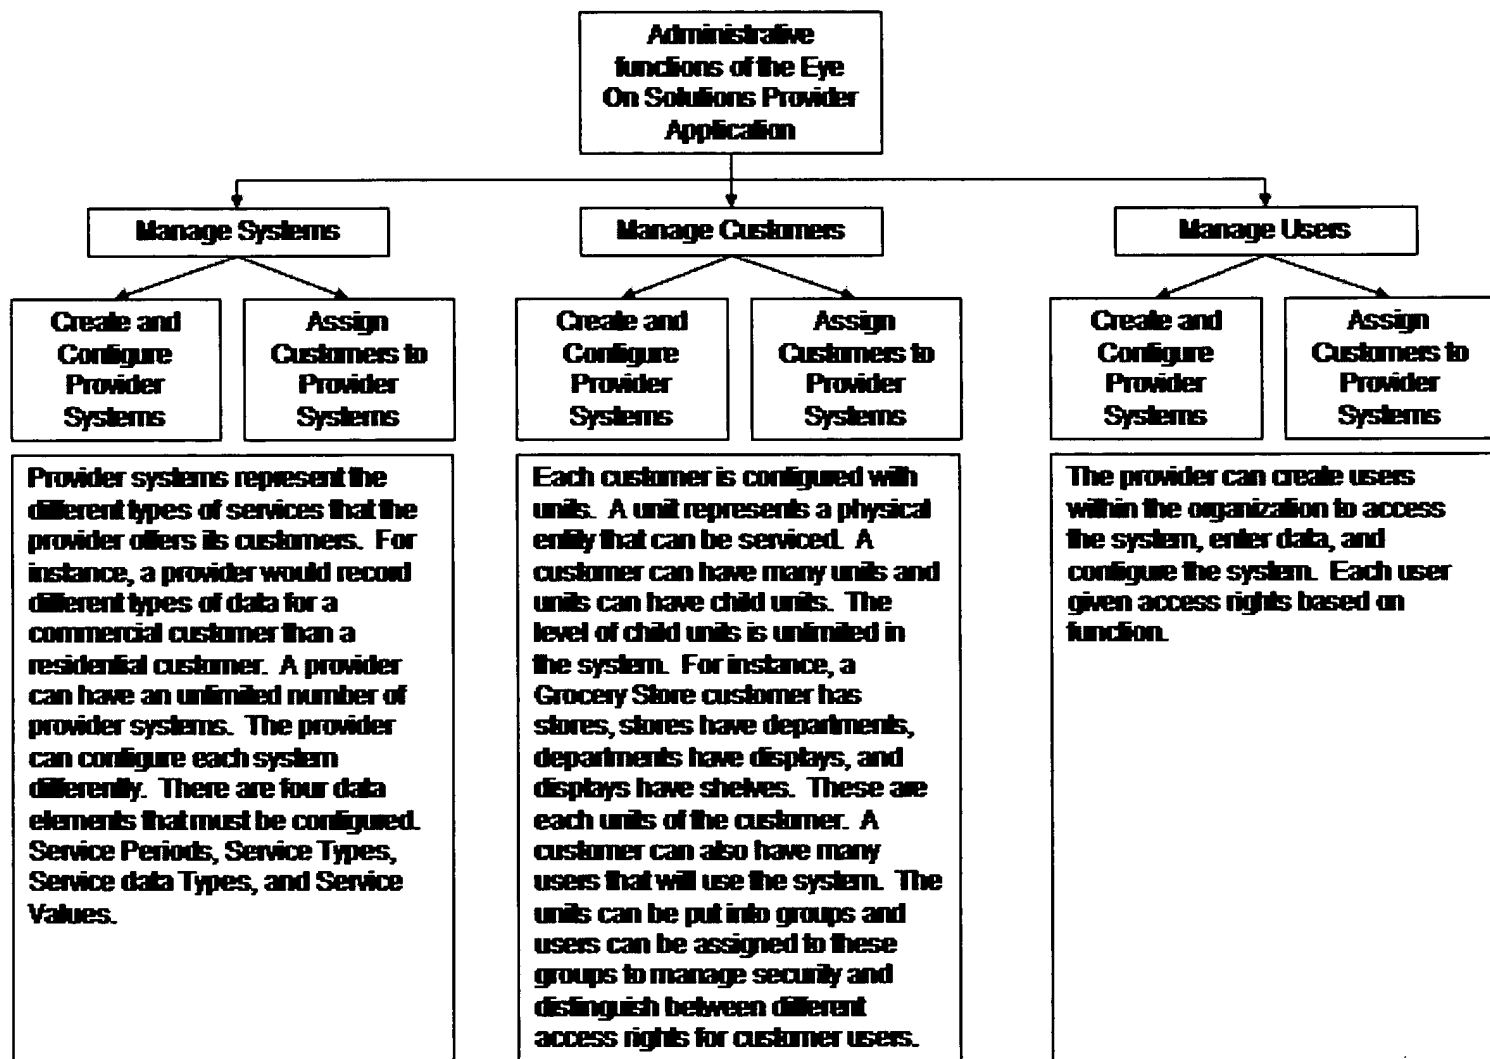 Administrative
functions of the Eye
On Solutions Provider
Application
Manage Systems
Manage Customers
Manage Users
Create and
Configure
Provider
Systems
Assign
Customers to
Provider
Systems
Create and
Configure
Provider
Systems
Assign
Customers to
Provider
Systems
Create and
Configure
Provider
Systems
Assign
Customers to
Provider
Systems
Provider systems represent the
different types of services that the
provider offers its customers. For
instance, a provider would record
different types of data for a
commercial customer than a
residential customer. A provider
can have an unlimited number of
provider systems. The provider
can configure each system
differently. There are four data
elements that must be configured.
Service Periods, Service Types,
Service data Types, and Service
Values.
Each customer is configured with
units. A unit represents a physical
entity that can be serviced. A
customer can have many units and
units can have child units. The
level of child units is unlimited in
the system. For instance, a
Grocery Store customer has
stores, stores have departments,
departments have displays, and
displays have shelves. These are
each units of the customer. A
customer can also have many
users that will use the system. The
units can be put into groups and
users can be assigned to these
groups to manage security and
distinguish between different
access rights for customer users.
The provider can create users
within the organization to access
the system, enter data, and
configure the system. Each user
given access rights based on
function.